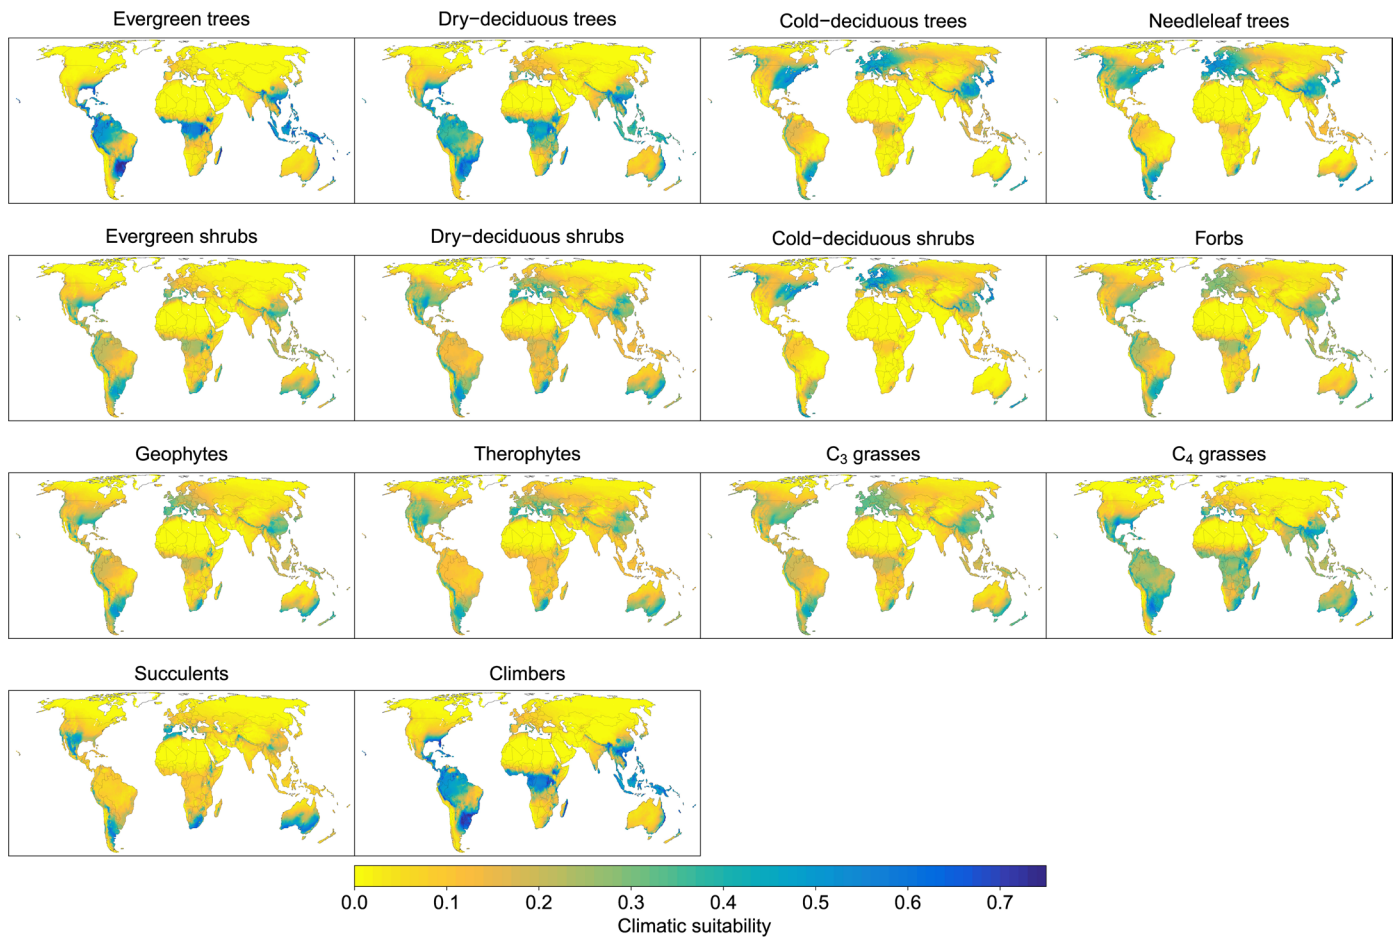 Evergreen trees
Dry−deciduous trees
Cold−deciduous trees
Needleleaf trees
Evergreen shrubs
Dry−deciduous shrubs
Cold−deciduous shrubs
Forbs
Geophytes
Therophytes
C₃ grasses
C₄ grasses
Succulents
Climbers
0.0 0.1 0.2 0.3 0.4 0.5 0.6 0.7
Climatic suitability